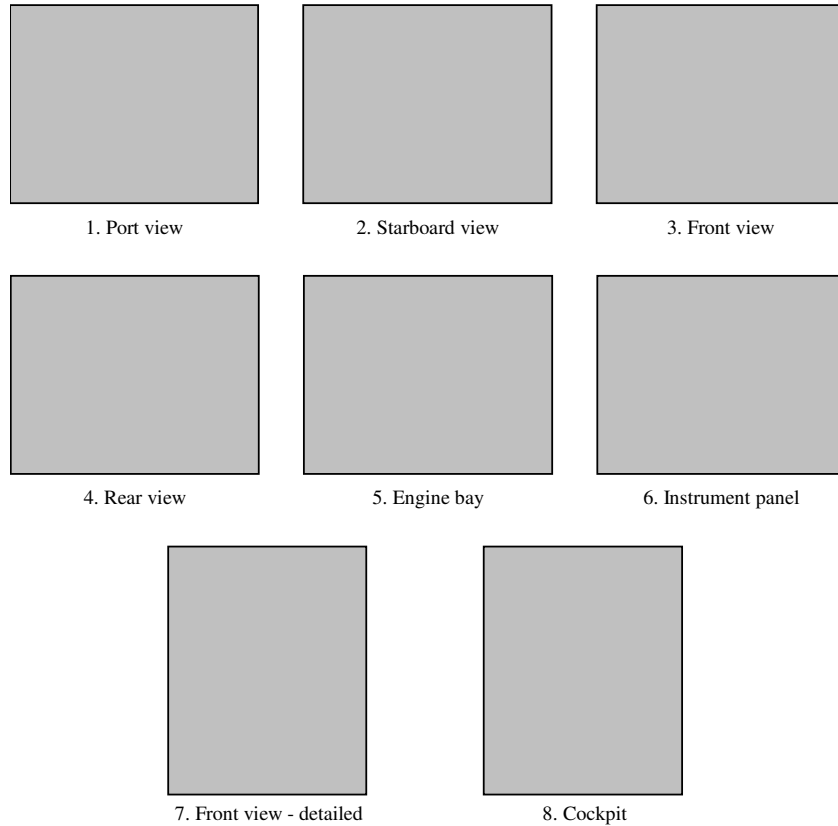 1. Port view
2. Starboard view
3. Front view
4. Rear view
5. Engine bay
6. Instrument panel
7. Front view - detailed
8. Cockpit